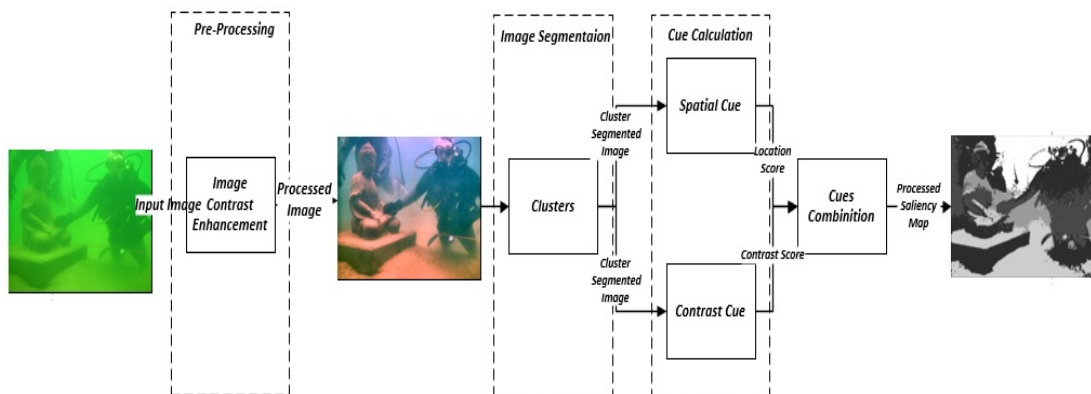 Pre-Processing
Input Image
Image
Contrast
Enhancement
Processed
Image
Image Segmentaion
Clusters
Cluster
Segmented
Image
Cluster
Segmented
Image
Cue Calculation
Spatial Cue
Contrast Cue
Location
Score
Contrast Score
Cues
Combinition
Processed
Saliency
Map